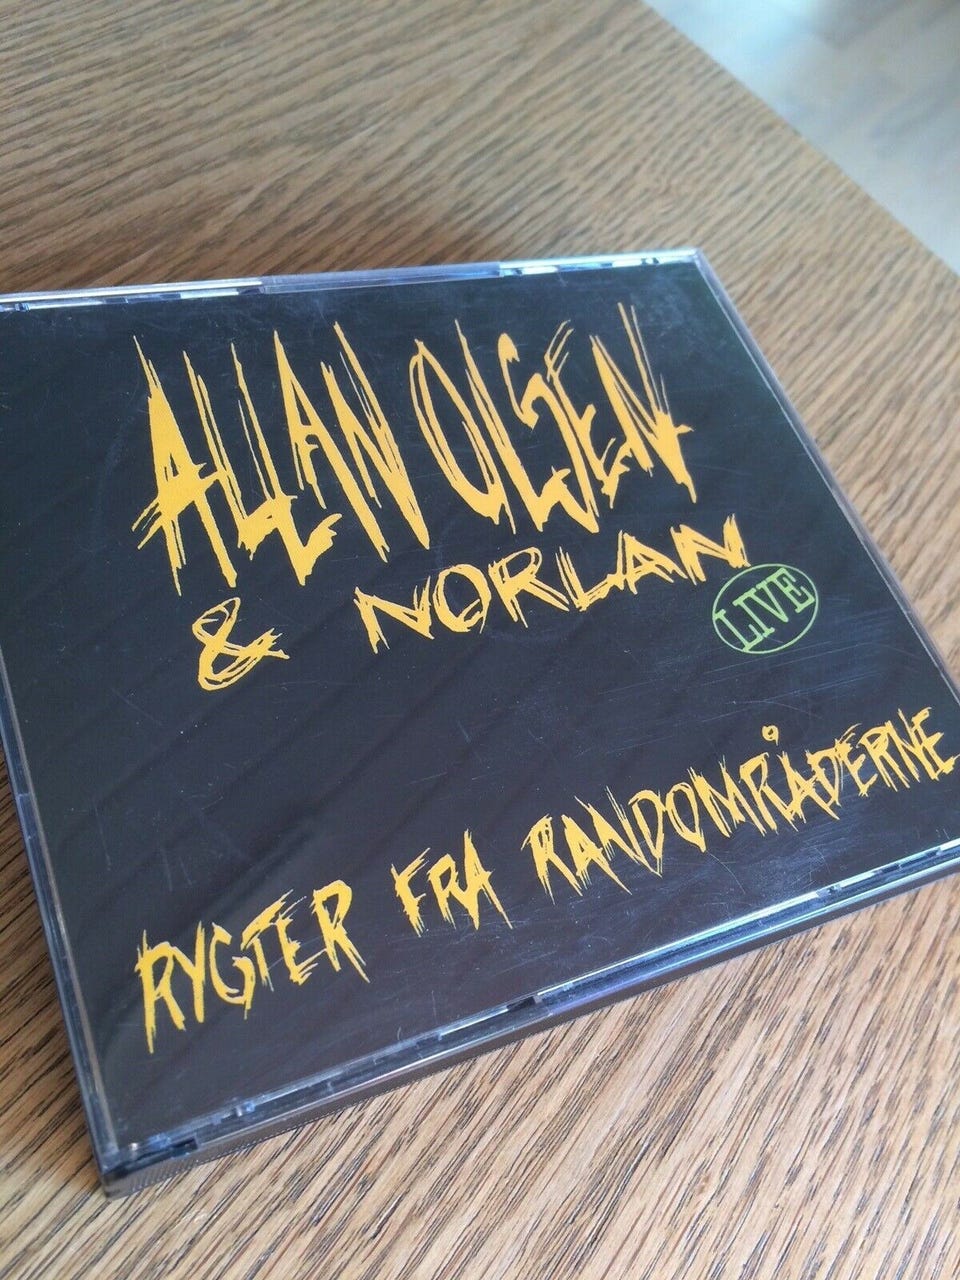 ALLAN OLSEN
& NORLAN
LIVE
RYGTER FRA RANDOMRÅDERNE